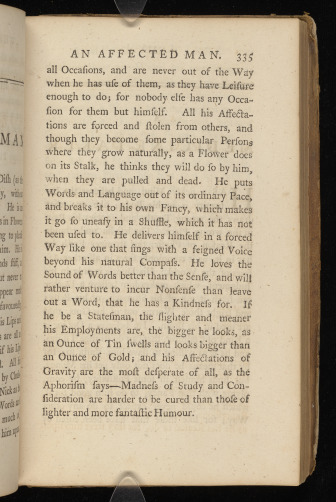 AN AFFECTED MAN. 335
all Occaſions, and are never out of the Way
when he has uſe of them, as they have Leiſure
enough to do; for nobody elſe has any Occa-
ſion for them but himſelf. All his Affecta-
tions are forced and ſtolen from others, and
though they become ſome particular Perſons
where they grow naturally, as a Flower does
on its Stalk, he thinks they will do ſo by him,
when they are pulled and dead. He puts
Words and Language out of its ordinary Pace,
and breaks it to his own Fancy, which makes
it go ſo uneaſy in a Shuffle, which it has not
been uſed to. He delivers himſelf in a forced
Way like one that ſings with a feigned Voice
beyond his natural Compaſs. He loves the
Sound of Words better than the Senſe, and will
rather venture to incur Nonſenſe than leave
out a Word, that he has a Kindneſs for. If
he be a Stateſman, the ſlighter and meaner
his Employments are, the bigger he looks, as
an Ounce of Tin ſwells and looks bigger than
an Ounce of Gold; and his Affectations of
Gravity are the moſt deſperate of all, as the
Aphoriſm ſays—Madneſs of Study and Con-
ſideration are harder to be cured than thoſe of
lighter and more fantaſtic Humour.